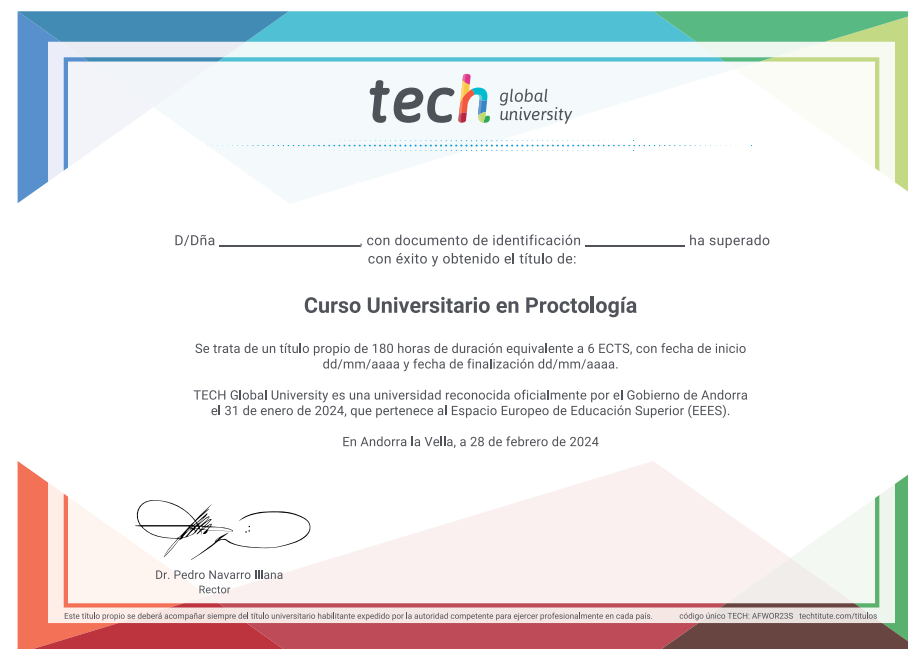 tech global university
D/Dña ____________________, con documento de identificación ______________ ha superado
con éxito y obtenido el título de:
Curso Universitario en Proctología
Se trata de un título propio de 180 horas de duración equivalente a 6 ECTS, con fecha de inicio
dd/mm/aaaa y fecha de finalización dd/mm/aaaa.
TECH Global University es una universidad reconocida oficialmente por el Gobierno de Andorra
el 31 de enero de 2024, que pertenece al Espacio Europeo de Educación Superior (EEES).
En Andorra la Vella, a 28 de febrero de 2024
Dr. Pedro Navarro Illana
Rector
Este título propio se deberá acompañar siempre del título universitario habilitante expedido por la autoridad competente para ejercer profesionalmente en cada país. código único TECH: AFWOR23S techtitute.com/titulos